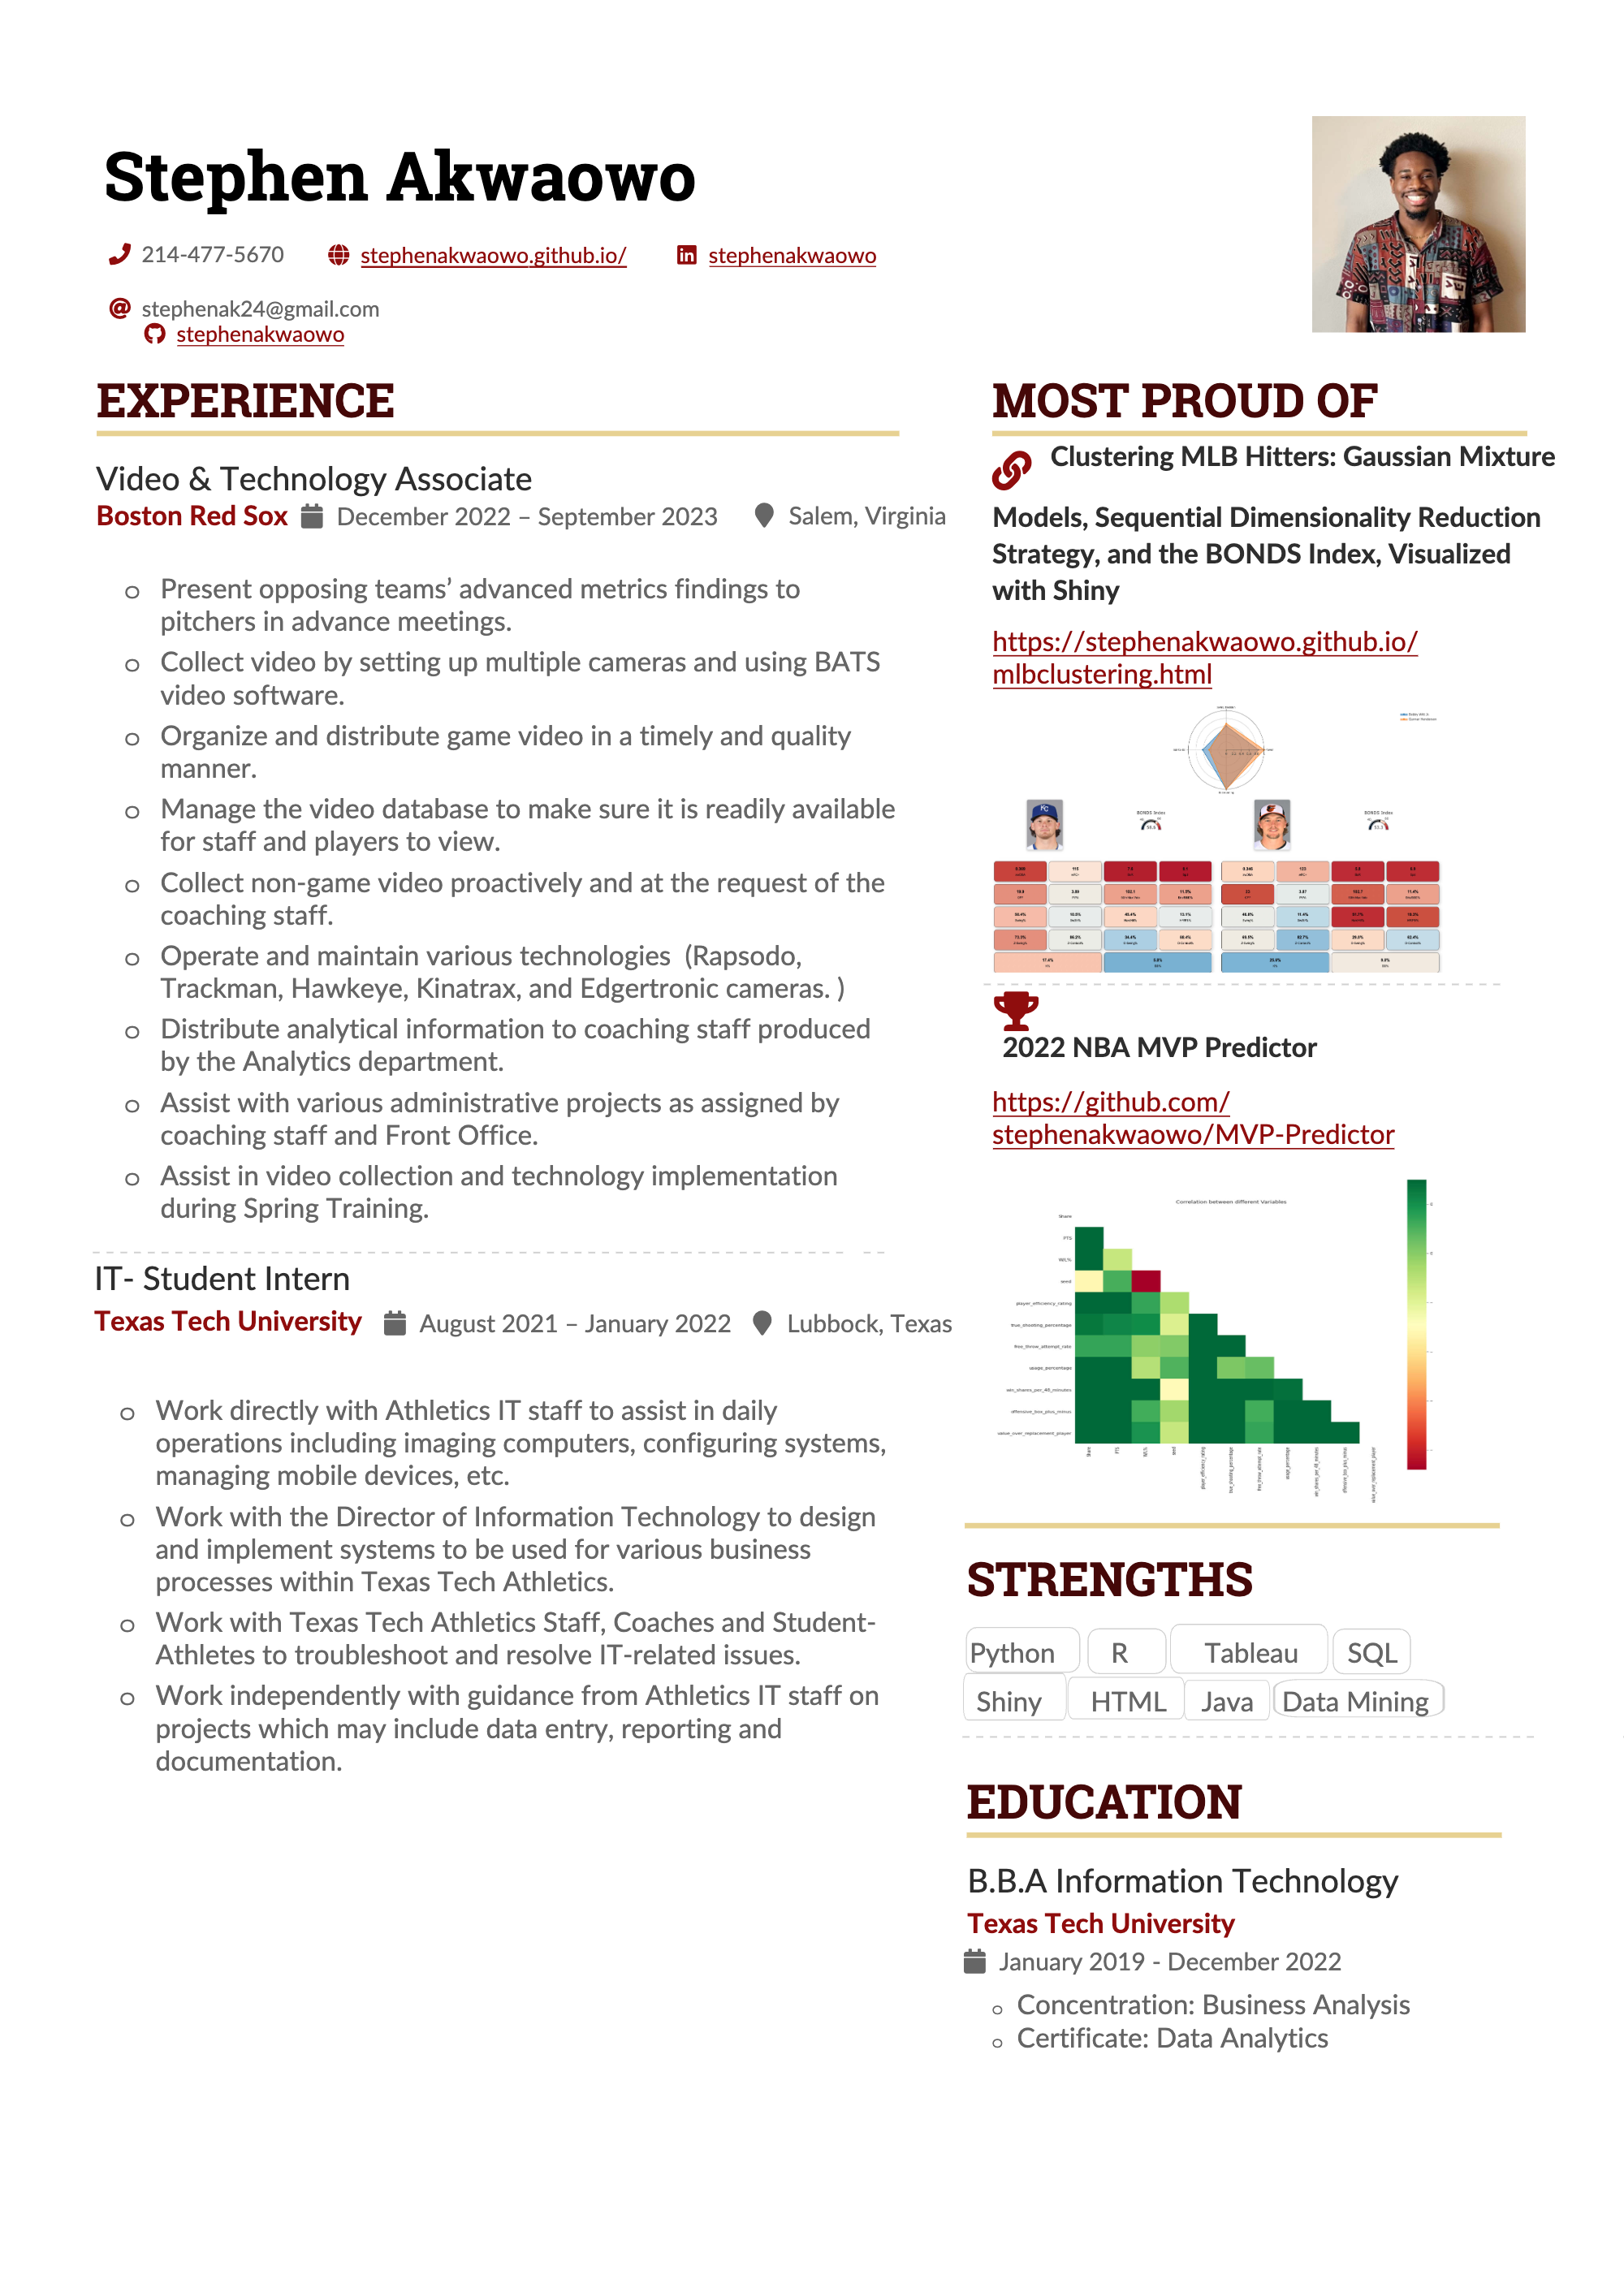 Stephen Akwaowo
214-477-5670 stephenakwaowo.github.io/ stephenakwaowo
stephenak24@gmail.com
stephenakwaowo
EXPERIENCE
Video & Technology Associate
Boston Red Sox December 2022 – September 2023 Salem, Virginia
o Present opposing teams’ advanced metrics findings to
pitchers in advance meetings.
o Collect video by setting up multiple cameras and using BATS
video software.
o Organize and distribute game video in a timely and quality
manner.
o Manage the video database to make sure it is readily available
for staff and players to view.
o Collect non-game video proactively and at the request of the
coaching staff.
o Operate and maintain various technologies (Rapsodo,
Trackman, Hawkeye, Kinatrax, and Edgertronic cameras. )
o Distribute analytical information to coaching staff produced
by the Analytics department.
o Assist with various administrative projects as assigned by
coaching staff and Front Office.
o Assist in video collection and technology implementation
during Spring Training.
IT- Student Intern
Texas Tech University August 2021 – January 2022 Lubbock, Texas
o Work directly with Athletics IT staff to assist in daily
operations including imaging computers, configuring systems,
managing mobile devices, etc.
o Work with the Director of Information Technology to design
and implement systems to be used for various business
processes within Texas Tech Athletics.
o Work with Texas Tech Athletics Staff, Coaches and Student-
Athletes to troubleshoot and resolve IT-related issues.
o Work independently with guidance from Athletics IT staff on
projects which may include data entry, reporting and
documentation.
MOST PROUD OF
Clustering MLB Hitters: Gaussian Mixture
Models, Sequential Dimensionality Reduction
Strategy, and the BONDS Index, Visualized
with Shiny
https://stephenakwaowo.github.io/
mlbclustering.html
BONDS Index BONDS Index
2022 NBA MVP Predictor
https://github.com/
stephenakwaowo/MVP-Predictor
Correlation between different Variables
Share
PTS
W/L%
seed
player_efficiency_rating
true_shooting_percentage
free_throw_attempt_rate
usage_percentage
win_shares_per_48_minutes
offensive_box_plus_minus
value_over_replacement_player
STRENGTHS
Python R Tableau SQL
Shiny HTML Java Data Mining
EDUCATION
B.B.A Information Technology
Texas Tech University
January 2019 - December 2022
o Concentration: Business Analysis
o Certificate: Data Analytics